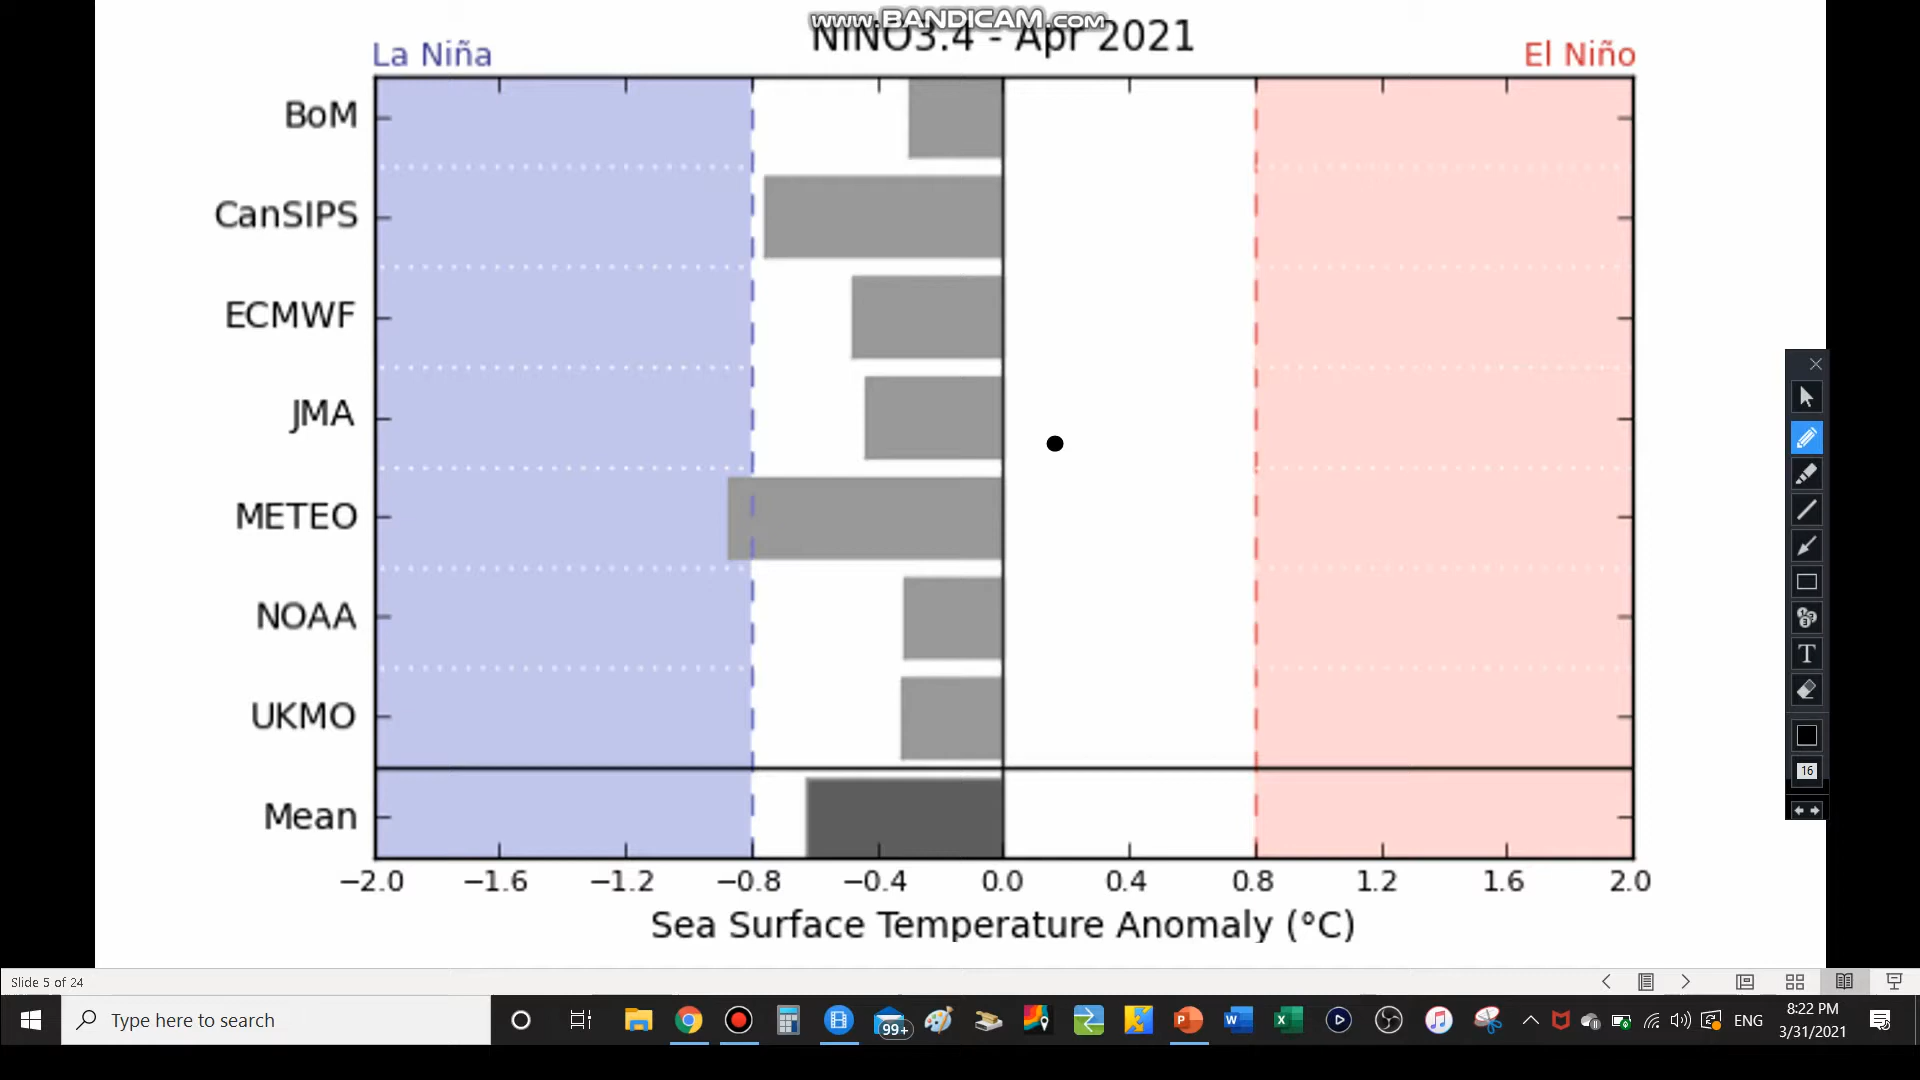 www.BANDICAM.com
NINO3.4 - Apr 2021
La Niña
El Niño
BoM
CanSIPS
ECMWF
JMA
METEO
NOAA
UKMO
Mean
−2.0 −1.6 −1.2 −0.8 −0.4 0.0 0.4 0.8 1.2 1.6 2.0
Sea Surface Temperature Anomaly (°C)
T
16
Slide 5 of 24
Type here to search
99+
P
W
X
ENG
8:22 PM
3/31/2021